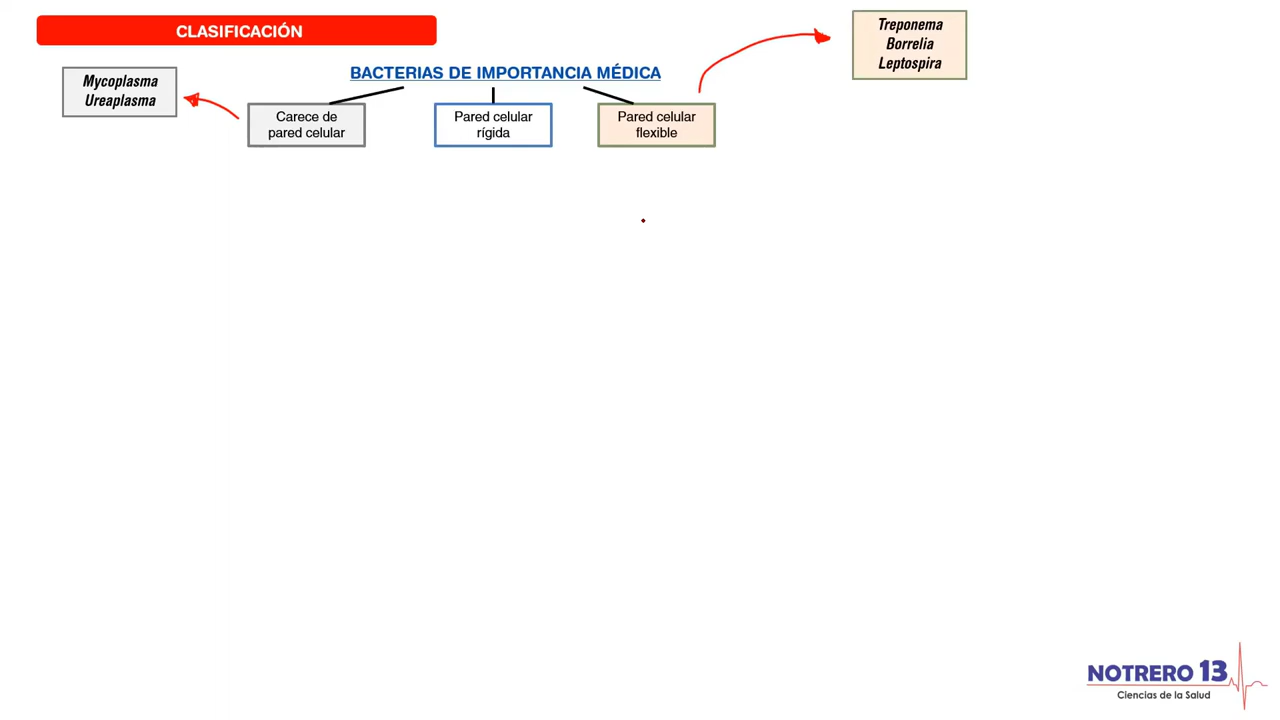 CLASIFICACIÓN
Treponema
Borrelia
Leptospira
BACTERIAS DE IMPORTANCIA MÉDICA
Mycoplasma
Ureaplasma
Carece de
pared celular
Pared celular
rígida
Pared celular
flexible
NOTRERO 13
Ciencias de la Salud